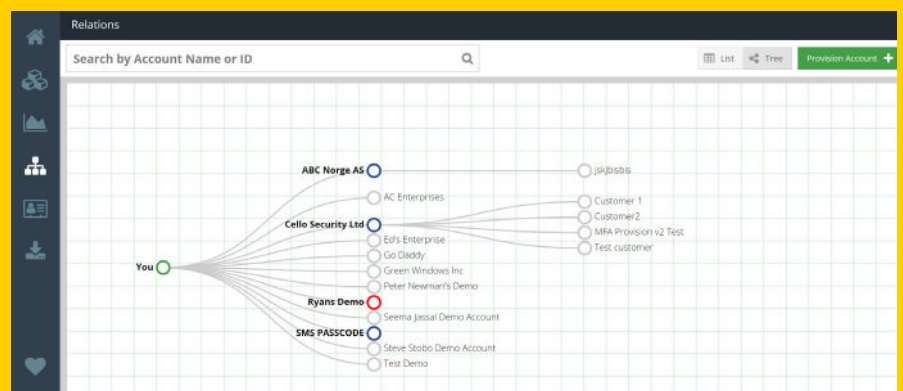 Relations
Search by Account Name or ID
List
Tree
Provision Account
ABC Norge AS
jskjbisbis
AC Enterprises
Customer 1
Customer2
Cello Security Ltd
MFA Provision v2 Test
Ed's Enterprise
Test customer
Go Daddy
You
Green Windows Inc
Peter Newman's Demo
Ryans Demo
Seema Jassal Demo Account
SMS PASSCODE
Steve Stobo Demo Account
Test Demo